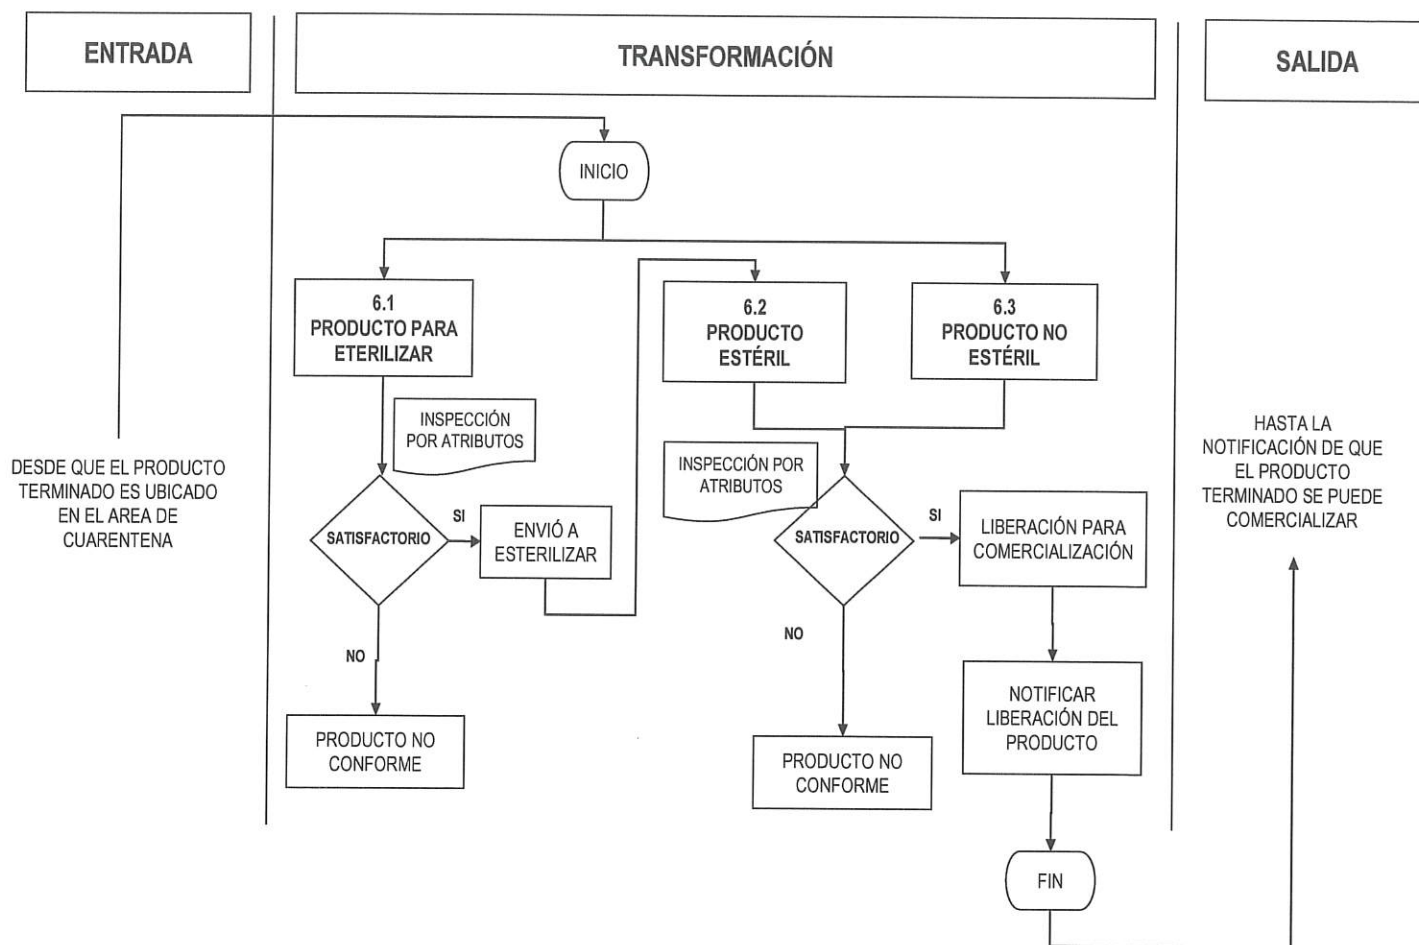 ENTRADA
TRANSFORMACIÓN
SALIDA
INICIO
6.1
PRODUCTO PARA
ETERILIZAR
6.2
PRODUCTO
ESTÉRIL
6.3
PRODUCTO NO
ESTÉRIL
INSPECCIÓN
POR ATRIBUTOS
INSPECCIÓN POR
ATRIBUTOS
DESDE QUE EL PRODUCTO
TERMINADO ES UBICADO
EN EL AREA DE
CUARENTENA
SATISFACTORIO
SI
ENVIÓ A
ESTERILIZAR
NO
PRODUCTO NO
CONFORME
SATISFACTORIO
SI
LIBERACIÓN PARA
COMERCIALIZACIÓN
NO
PRODUCTO NO
CONFORME
NOTIFICAR
LIBERACIÓN DEL
PRODUCTO
FIN
HASTA LA
NOTIFICACIÓN DE QUE
EL PRODUCTO
TERMINADO SE PUEDE
COMERCIALIZAR